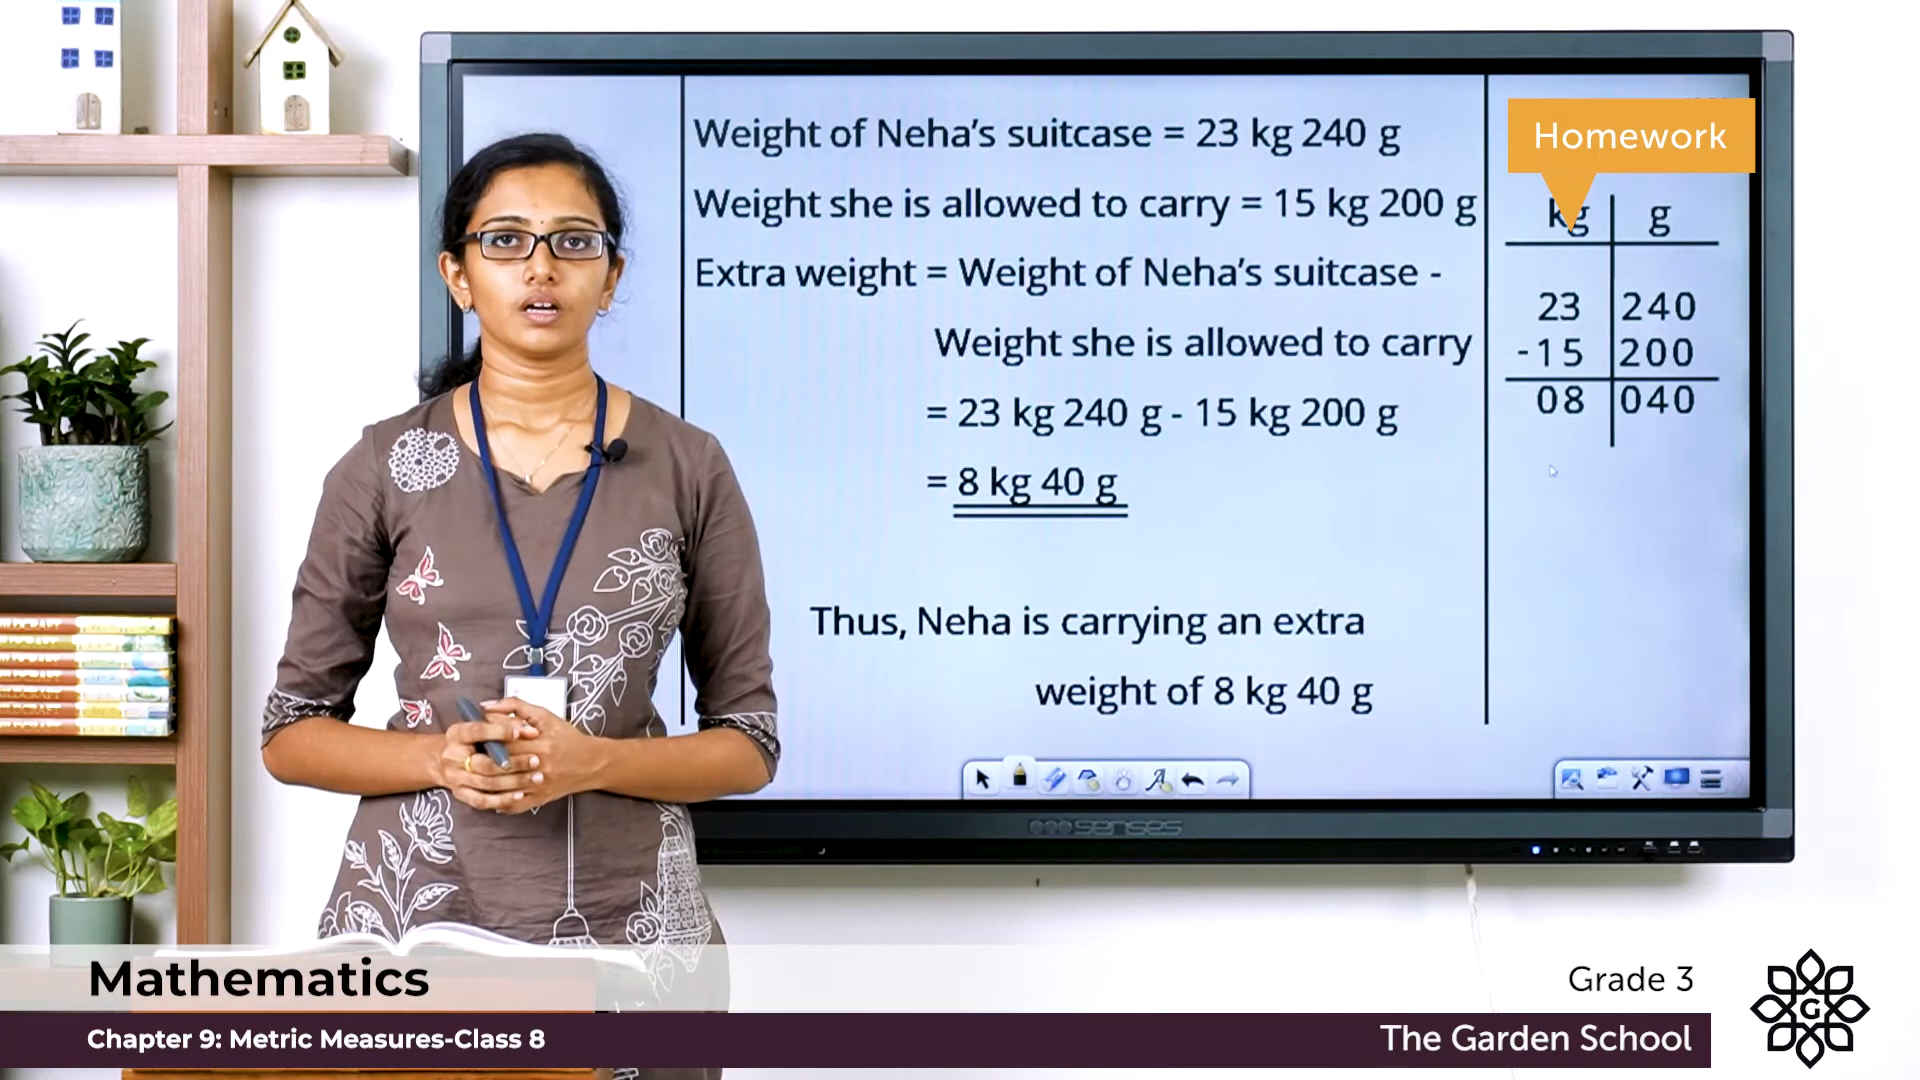 Weight of Neha's suitcase = 23 kg 240 g
Weight she is allowed to carry = 15 kg 200 g
Extra weight = Weight of Neha's suitcase -
Weight she is allowed to carry
= 23 kg 240 g - 15 kg 200 g
= 8 kg 40 g
Thus, Neha is carrying an extra
weight of 8 kg 40 g
Homework
kg g
23 240
-15 200
08 040
senses
Mathematics
Chapter 9: Metric Measures-Class 8
Grade 3
The Garden School
G